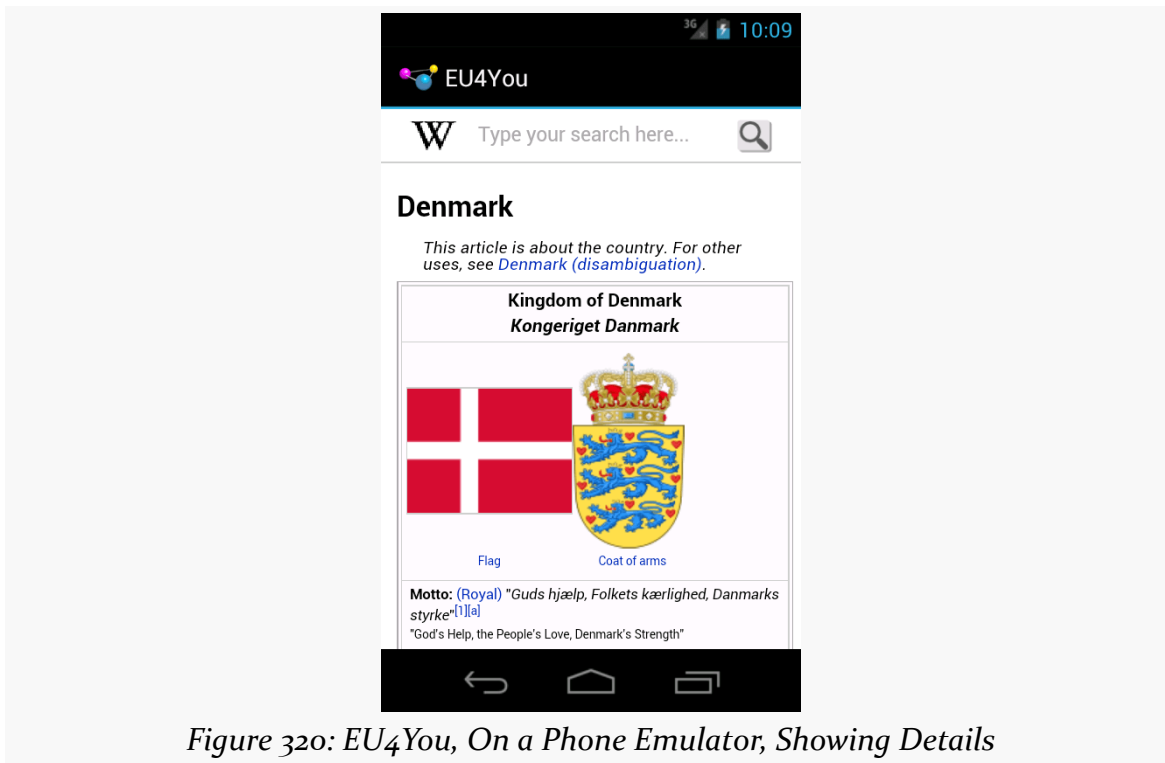 3G 10:09
EU4You
W Type your search here...
Denmark
This article is about the country. For other
uses, see Denmark (disambiguation).
Kingdom of Denmark
Kongeriget Danmark
Flag Coat of arms
Motto: (Royal) "Guds hjælp, Folkets kærlighed, Danmarks
styrke"[1][a]
"God's Help, the People's Love, Denmark's Strength"
Figure 320: EU4You, On a Phone Emulator, Showing Details